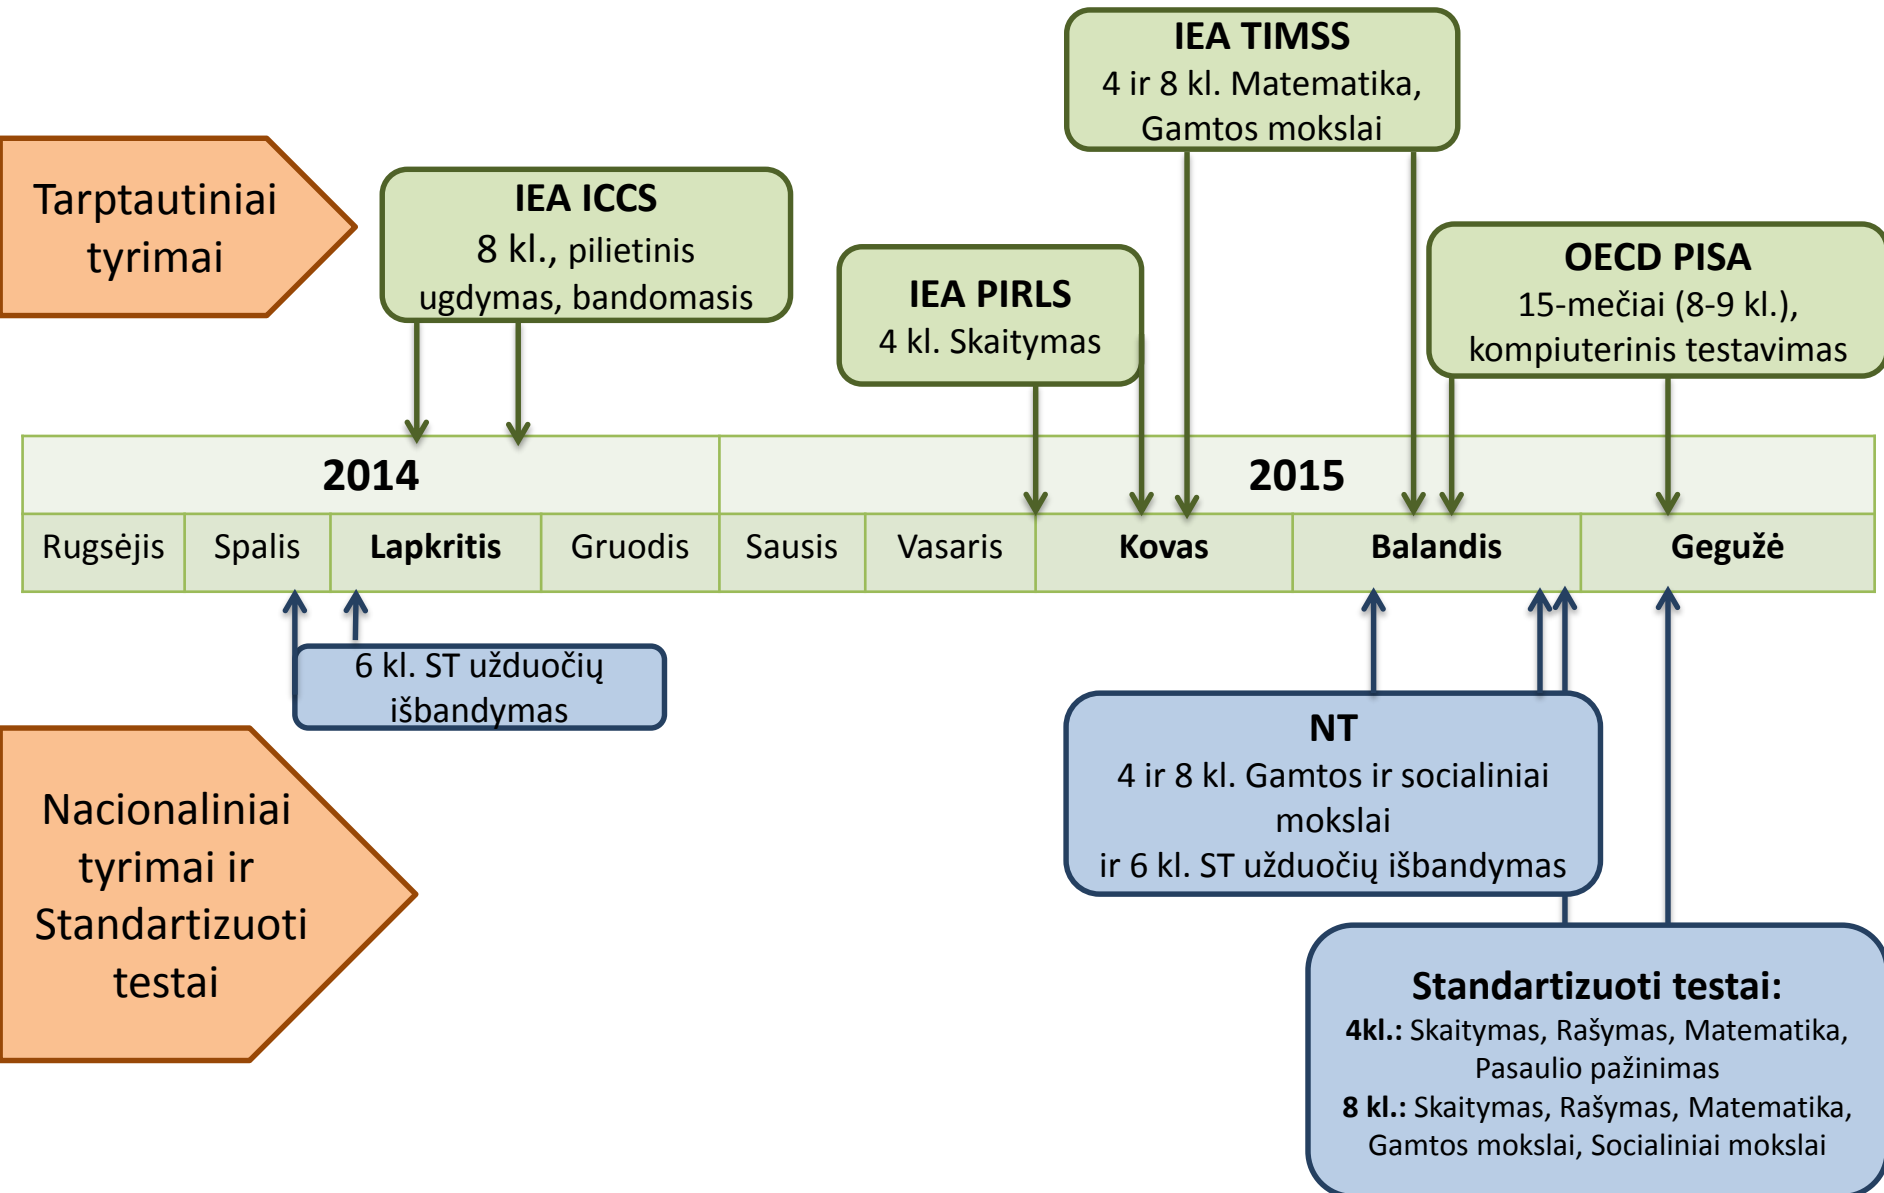 IEA TIMSS
4 ir 8 kl. Matematika,
Gamtos mokslai
Tarptautiniai
tyrimai
IEA ICCS
8 kl., pilietinis
ugdymas, bandomasis
IEA PIRLS
4 kl. Skaitymas
OECD PISA
15-mečiai (8-9 kl.),
kompiuterinis testavimas
2014 2015
Rugsėjis Spalis Lapkritis Gruodis Sausis Vasaris Kovas Balandis Gegužė
6 kl. ST užduočių
išbandymas
NT
4 ir 8 kl. Gamtos ir socialiniai
mokslai
ir 6 kl. ST užduočių išbandymas
Nacionaliniai
tyrimai ir
Standartizuoti
testai
Standartizuoti testai:
4kl.: Skaitymas, Rašymas, Matematika,
Pasaulio pažinimas
8 kl.: Skaitymas, Rašymas, Matematika,
Gamtos mokslai, Socialiniai mokslai